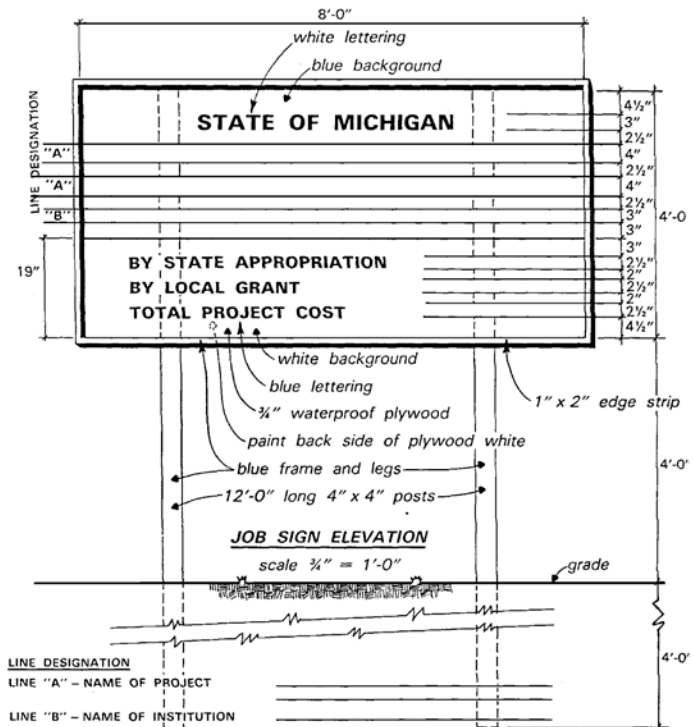 8'-0"
white lettering
blue background
LINE DESIGNATION
STATE OF MICHIGAN
"A"
"A"
"B"
4½"
3"
2½"
4"
2½"
4"
2½"
3"
3"
3"
2½"
2"
2½"
2"
2½"
4½"
4'-0
19"
BY STATE APPROPRIATION
BY LOCAL GRANT
TOTAL PROJECT COST
white background
blue lettering
¾" waterproof plywood
1" x 2" edge strip
paint back side of plywood white
blue frame and legs
4'-0"
12'-0" long 4" x 4" posts
JOB SIGN ELEVATION
scale ¾" = 1'-0"
grade
4'-0"
LINE DESIGNATION
LINE "A" – NAME OF PROJECT
LINE "B" – NAME OF INSTITUTION